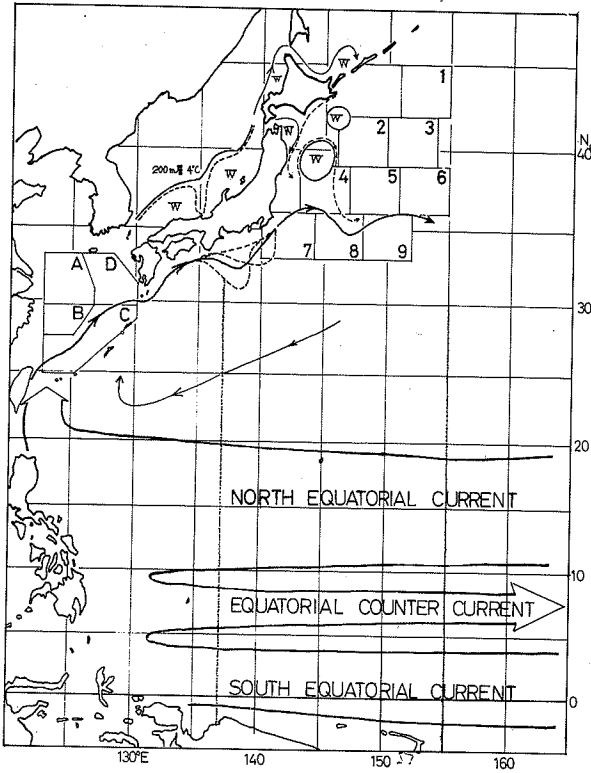 W
1
W
W
W
W
2
3
N
40
W
200m層 4°C
W
W
4
5
6
A
D
7
8
9
B
C
30
20
NORTH EQUATORIAL CURRENT
10
EQUATORIAL COUNTER CURRENT
SOUTH EQUATORIAL CURRENT
0
130°E
140
150
160